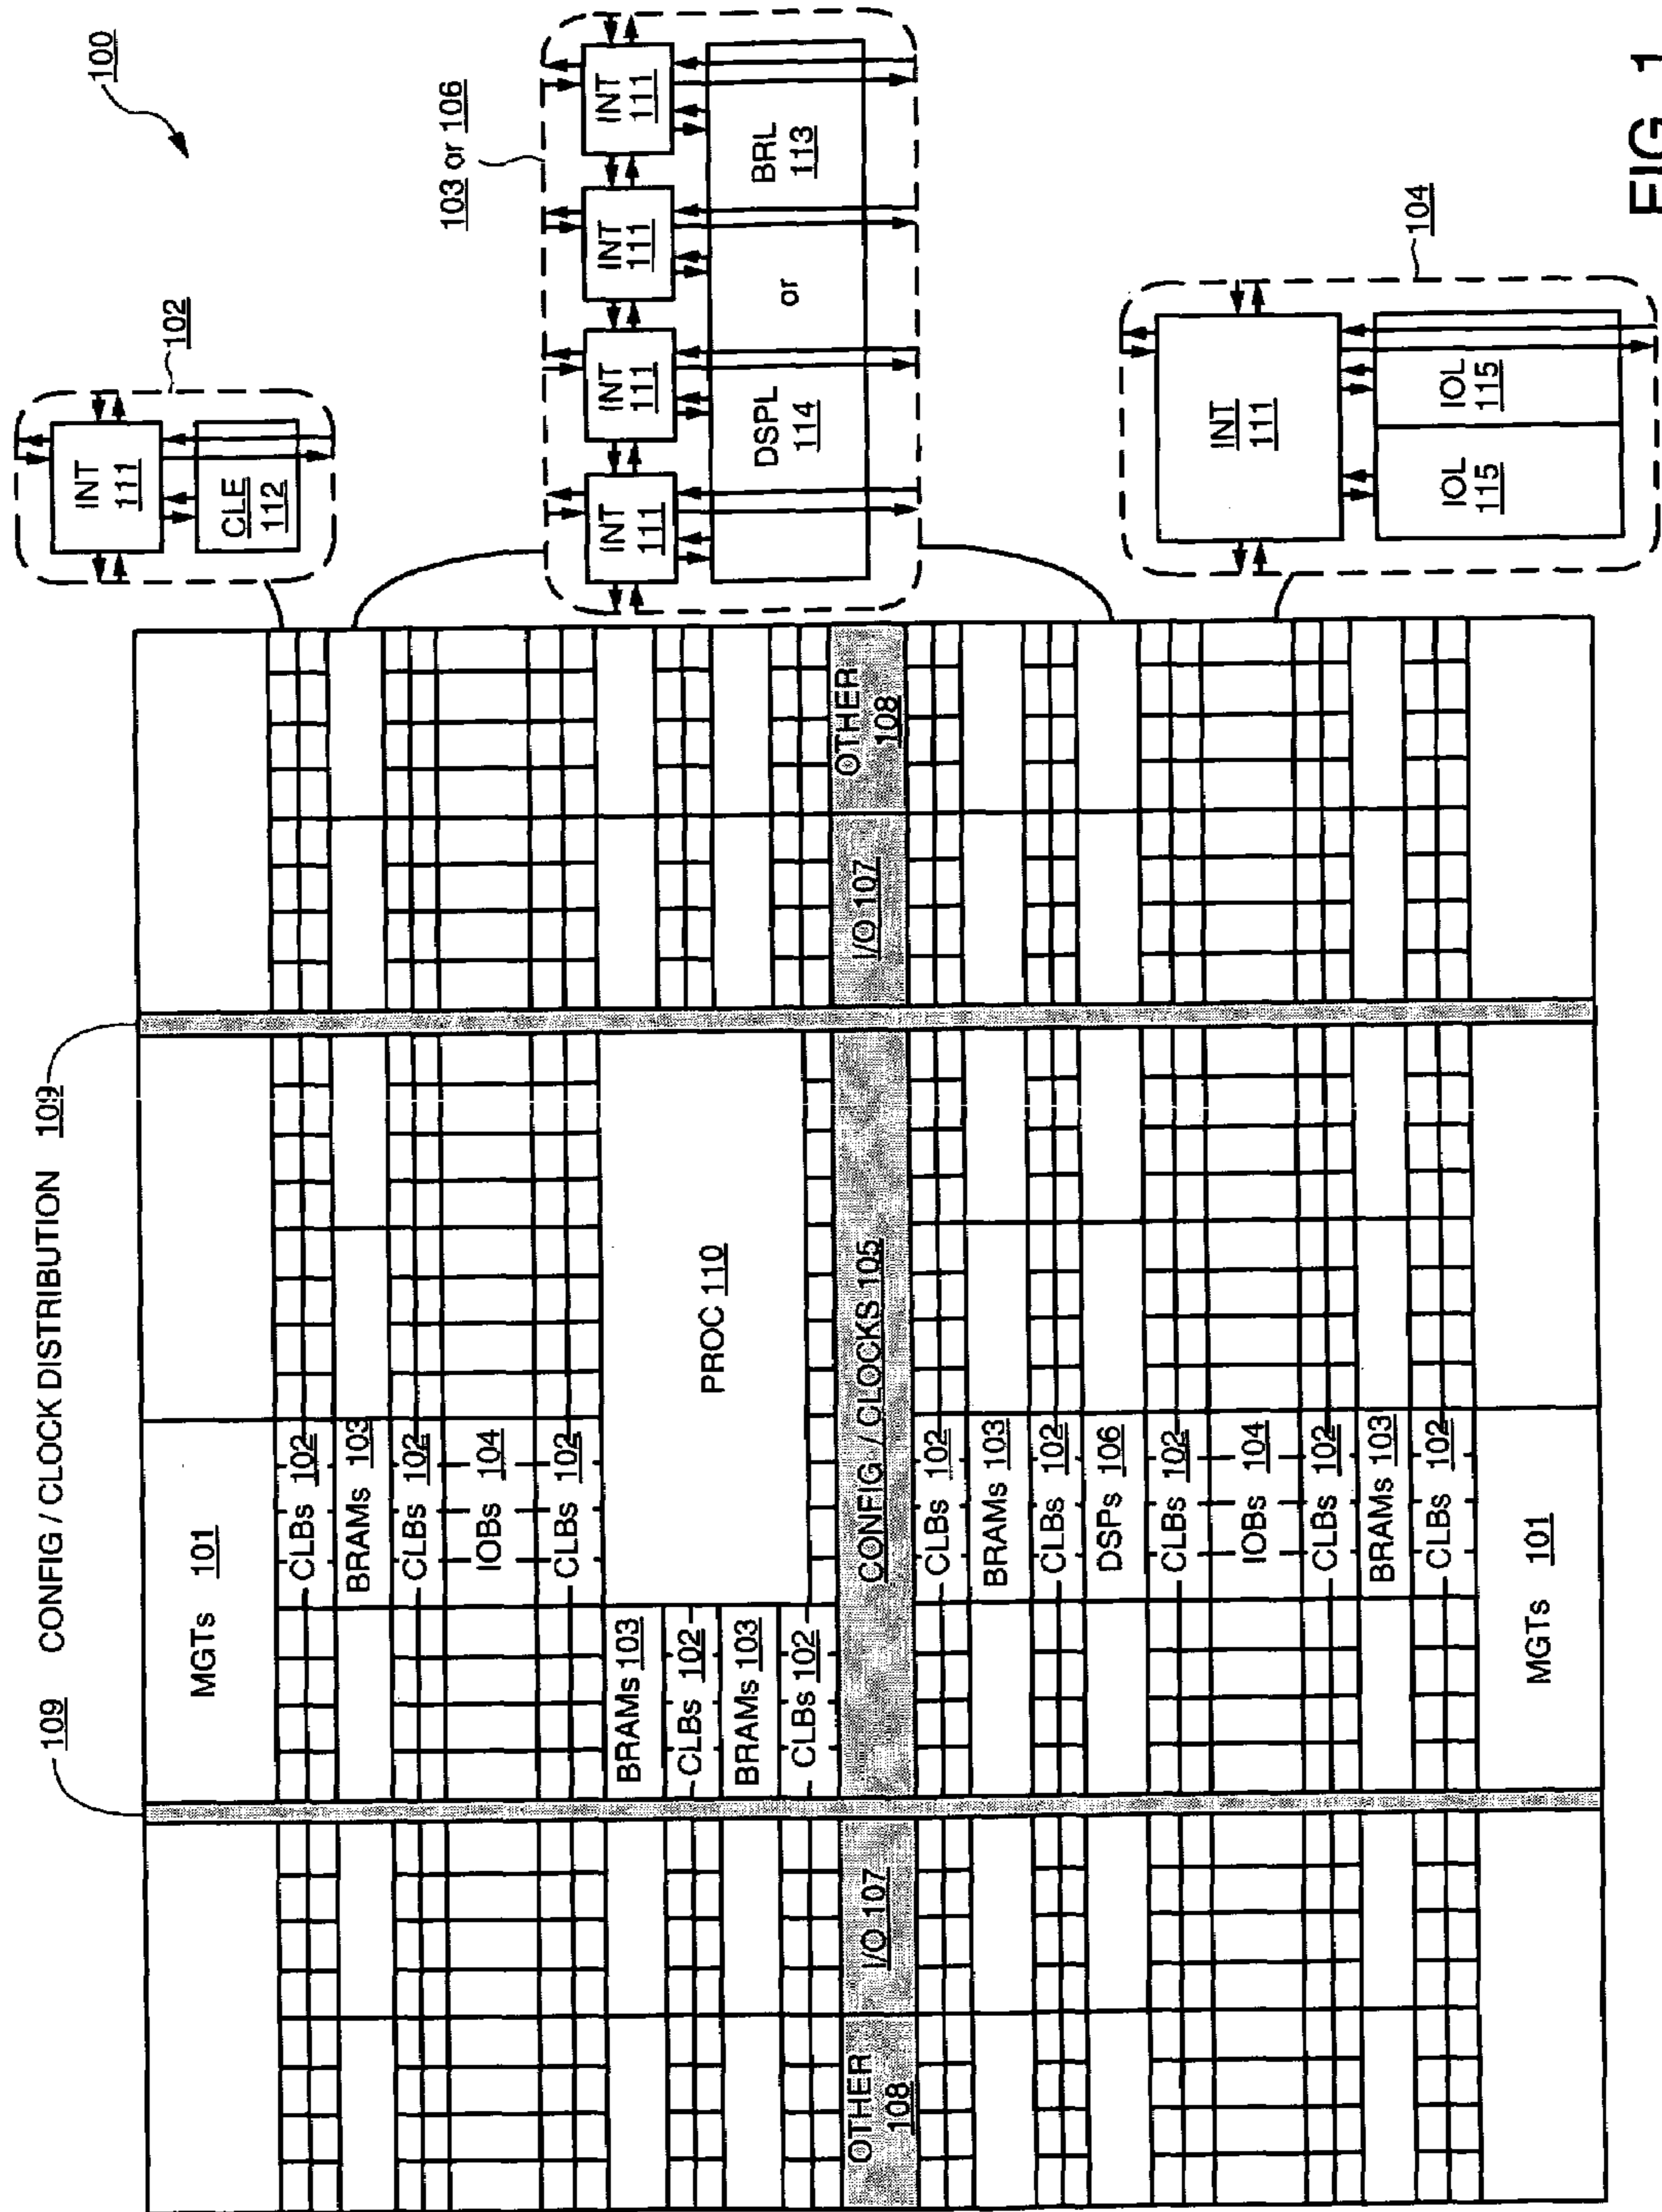 100
102
INT
111
CLE
112
103 or 106
INT
111
INT
111
INT
111
INT
111
DSPL
114
or
BRL
113
104
INT
111
IOL
115
IOL
115
FIG. 1
109 CONFIG / CLOCK DISTRIBUTION 109
MGTs 101
CLBs 102
BRAMs 103
CLBs 102
IOBs 104
CLBs 102
PROC 110
BRAMs 103
CLBs 102
BRAMs 103
CLBs 102
OTHER
108
I/O 107
CONFIG / CLOCKS 105
I/O 107
OTHER
108
CLBs 102
BRAMs 103
CLBs 102
DSPs 106
CLBs 102
IOBs 104
CLBs 102
BRAMs 103
CLBs 102
MGTs 101